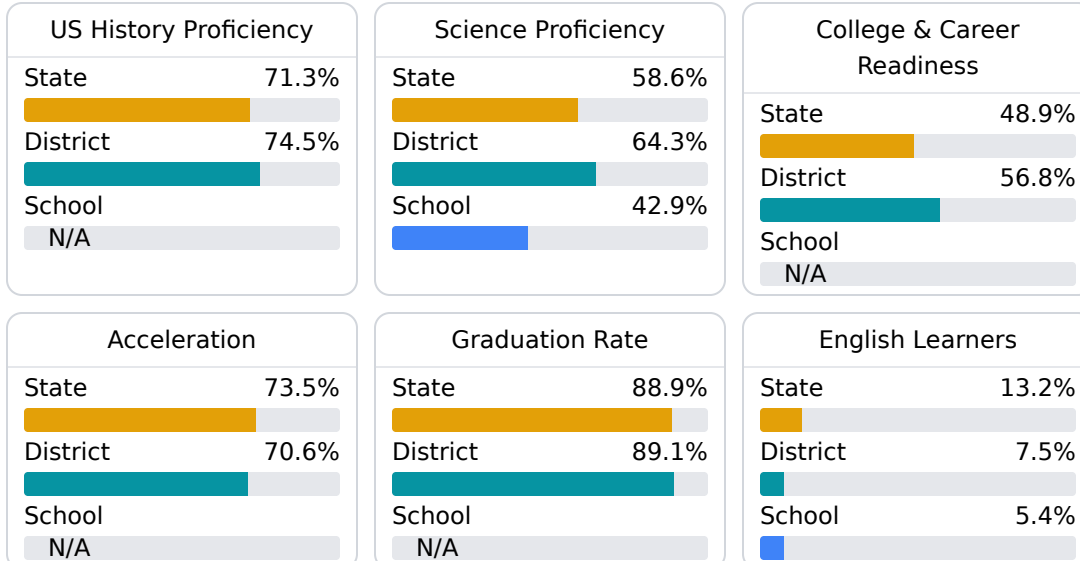 US History Proficiency
State 71.3%
District 74.5%
School
N/A
Science Proficiency
State 58.6%
District 64.3%
School 42.9%
College & Career
Readiness
State 48.9%
District 56.8%
School
N/A
Acceleration
State 73.5%
District 70.6%
School
N/A
Graduation Rate
State 88.9%
District 89.1%
School
N/A
English Learners
State 13.2%
District 7.5%
School 5.4%